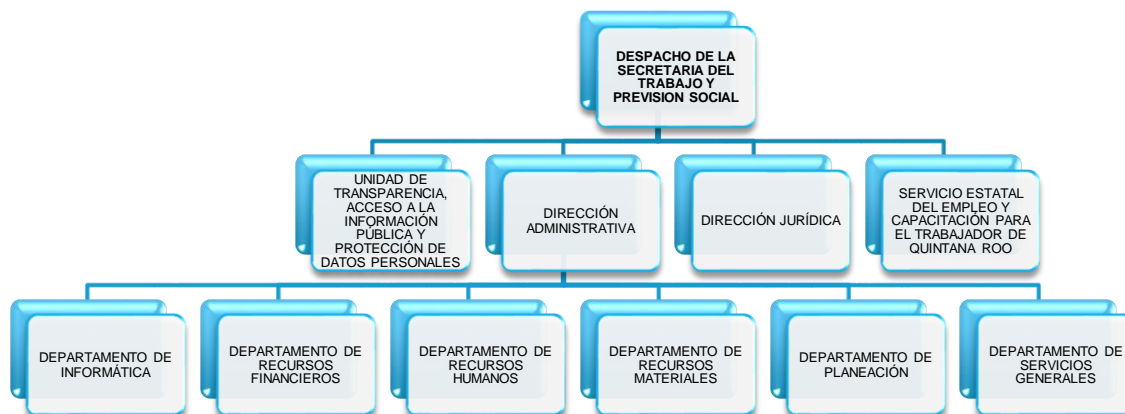 DESPACHO DE LA
SECRETARIA DEL
TRABAJO Y
PREVISION SOCIAL
UNIDAD DE
TRANSPARENCIA,
ACCESO A LA
INFORMACIÓN
PÚBLICA Y
PROTECCIÓN DE
DATOS PERSONALES
DIRECCIÓN
ADMINISTRATIVA
DIRECCIÓN JURÍDICA
SERVICIO ESTATAL
DEL EMPLEO Y
CAPACITACIÓN PARA
EL TRABAJADOR DE
QUINTANA ROO
DEPARTAMENTO DE
INFORMÁTICA
DEPARTAMENTO DE
RECURSOS
FINANCIEROS
DEPARTAMENTO DE
RECURSOS
HUMANOS
DEPARTAMENTO DE
RECURSOS
MATERIALES
DEPARTAMENTO DE
PLANEACIÓN
DEPARTAMENTO DE
SERVICIOS
GENERALES